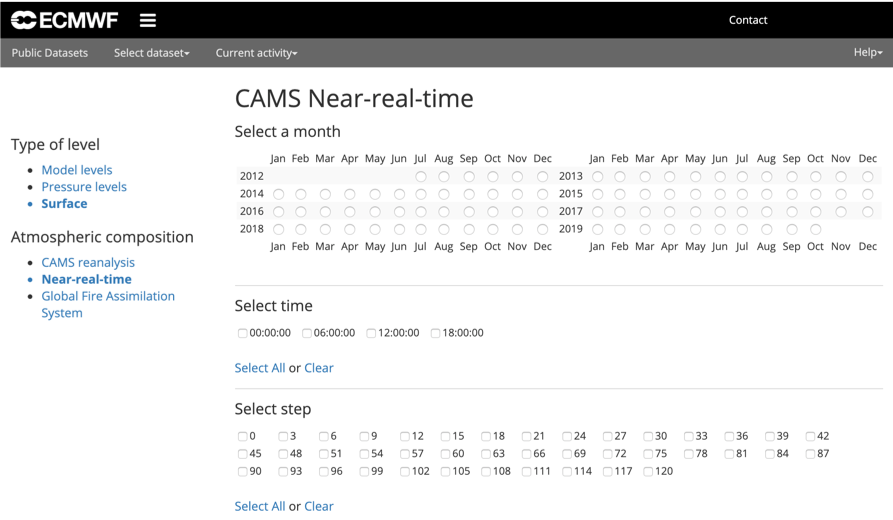 ECMWF
Contact
Public Datasets Select dataset Current activity Help
CAMS Near-real-time
Select a month
Type of level
Model levels
Pressure levels
Surface
Atmospheric composition
CAMS reanalysis
Near-real-time
Global Fire Assimilation
System
Jan Feb Mar Apr May Jun Jul Aug Sep Oct Nov Dec Jan Feb Mar Apr May Jun Jul Aug Sep Oct Nov Dec
2012 2013
2014 2015
2016 2017
2018 2019
Jan Feb Mar Apr May Jun Jul Aug Sep Oct Nov Dec Jan Feb Mar Apr May Jun Jul Aug Sep Oct Nov Dec
Select time
00:00:00 06:00:00 12:00:00 18:00:00
Select All or Clear
Select step
0 3 6 9 12 15 18 21 24 27 30 33 36 39 42
45 48 51 54 57 60 63 66 69 72 75 78 81 84 87
90 93 96 99 102 105 108 111 114 117 120
Select All or Clear